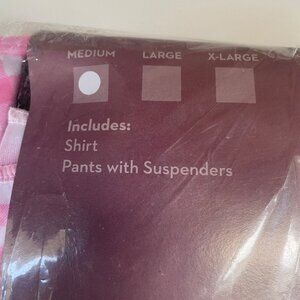 MEDIUM LARGE X-LARGE
Includes:
Shirt
Pants with Suspenders